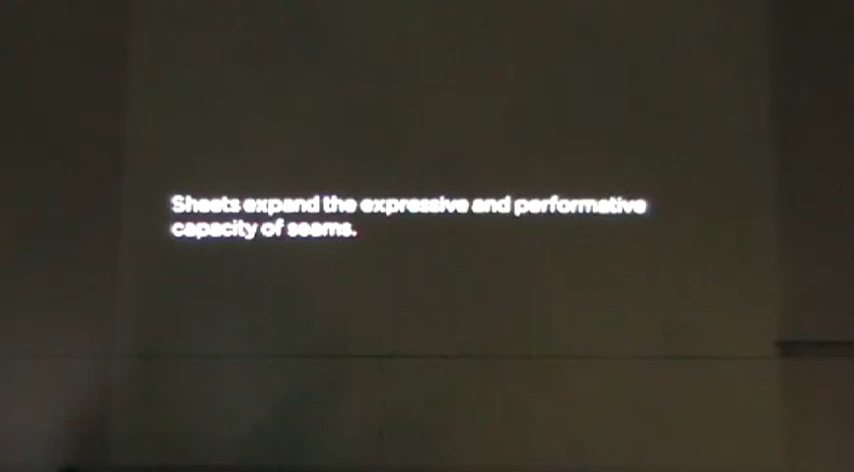 Sheets expand the expressive and performative
capacity of seams.